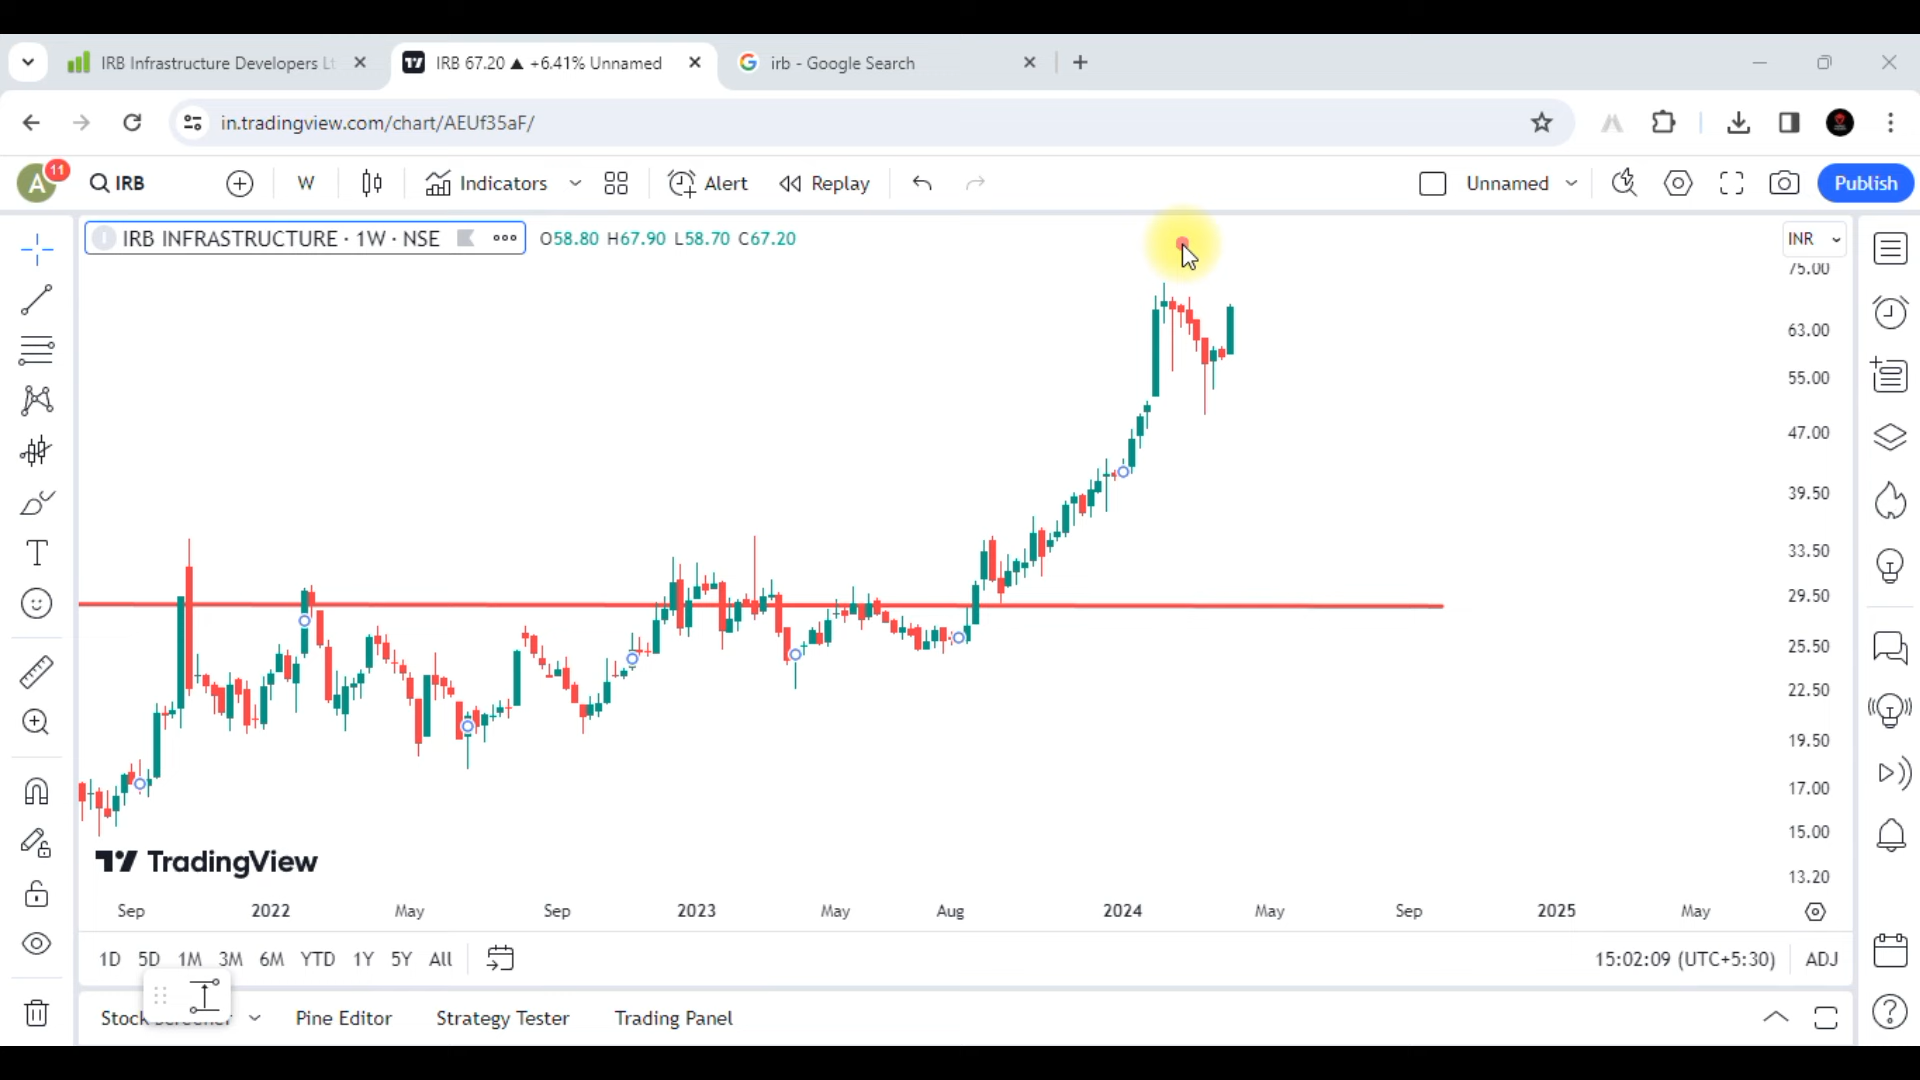 IRB Infrastructure Developers Lt
IRB 67.20 ▲ +6.41% Unnamed
irb - Google Search
in.tradingview.com/chart/AEUf35aF/
A
11
IRB
W
Indicators
Alert
Replay
Unnamed
Publish
I
IRB INFRASTRUCTURE · 1W · NSE
O58.80 H67.90 L58.70 C67.20
INR
75.00
63.00
55.00
47.00
39.50
33.50
29.50
25.50
22.50
19.50
17.00
15.00
13.20
TradingView
Sep 2022 May Sep 2023 May Aug 2024 May Sep 2025 May
1D 5D 1M 3M 6M YTD 1Y 5Y All
15:02:09 (UTC+5:30) ADJ
Stock Screener
Pine Editor
Strategy Tester
Trading Panel